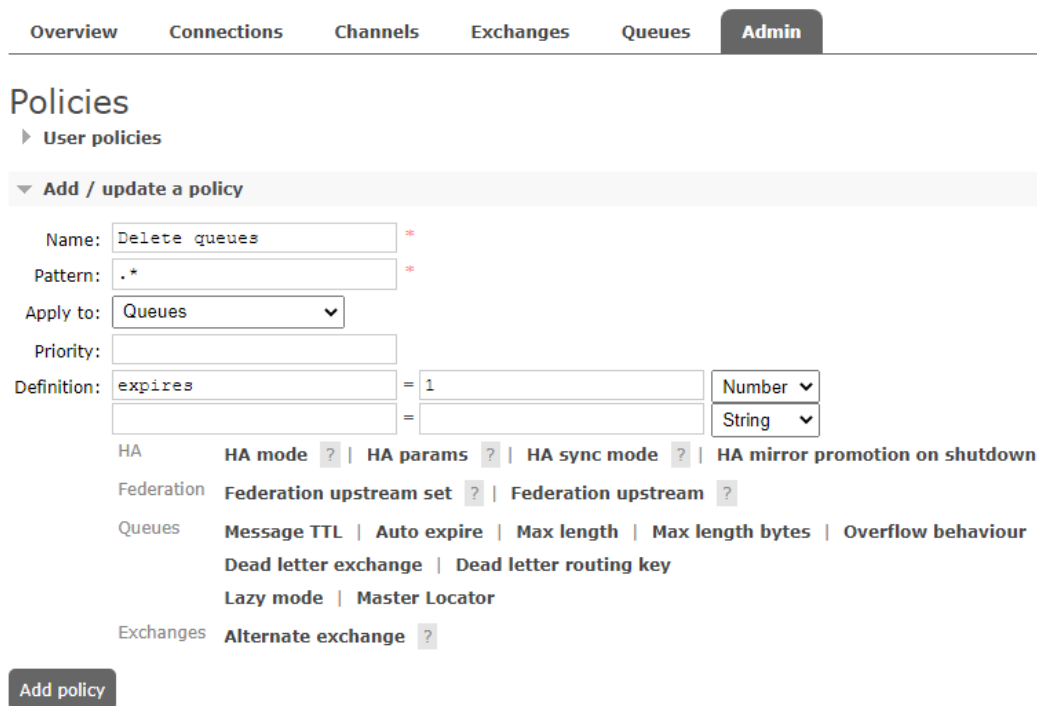 Overview Connections Channels Exchanges Queues Admin
Policies
User policies
Add / update a policy
Name: Delete queues *
Pattern: .* *
Apply to: Queues
Priority:
Definition: expires = 1 Number
= String
HA HA mode ? | HA params ? | HA sync mode ? | HA mirror promotion on shutdown
Federation Federation upstream set ? | Federation upstream ?
Queues Message TTL | Auto expire | Max length | Max length bytes | Overflow behaviour
Dead letter exchange | Dead letter routing key
Lazy mode | Master Locator
Exchanges Alternate exchange ?
Add policy